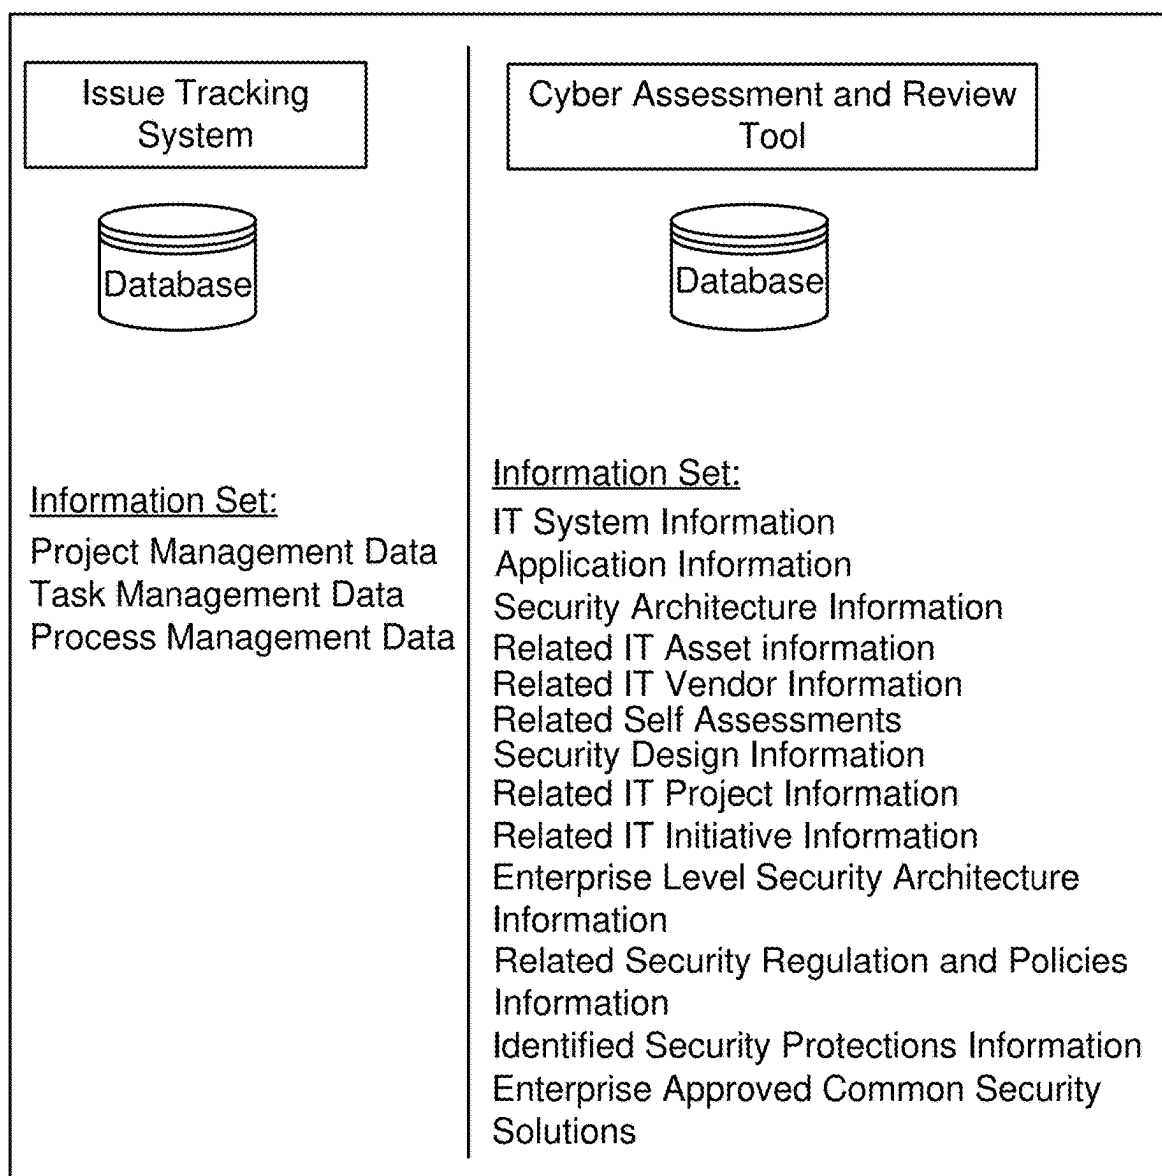 Issue Tracking
System
Database
Information Set:
Project Management Data
Task Management Data
Process Management Data
Cyber Assessment and Review
Tool
Database
Information Set:
IT System Information
Application Information
Security Architecture Information
Related IT Asset information
Related IT Vendor Information
Related Self Assessments
Security Design Information
Related IT Project Information
Related IT Initiative Information
Enterprise Level Security Architecture
Information
Related Security Regulation and Policies
Information
Identified Security Protections Information
Enterprise Approved Common Security
Solutions